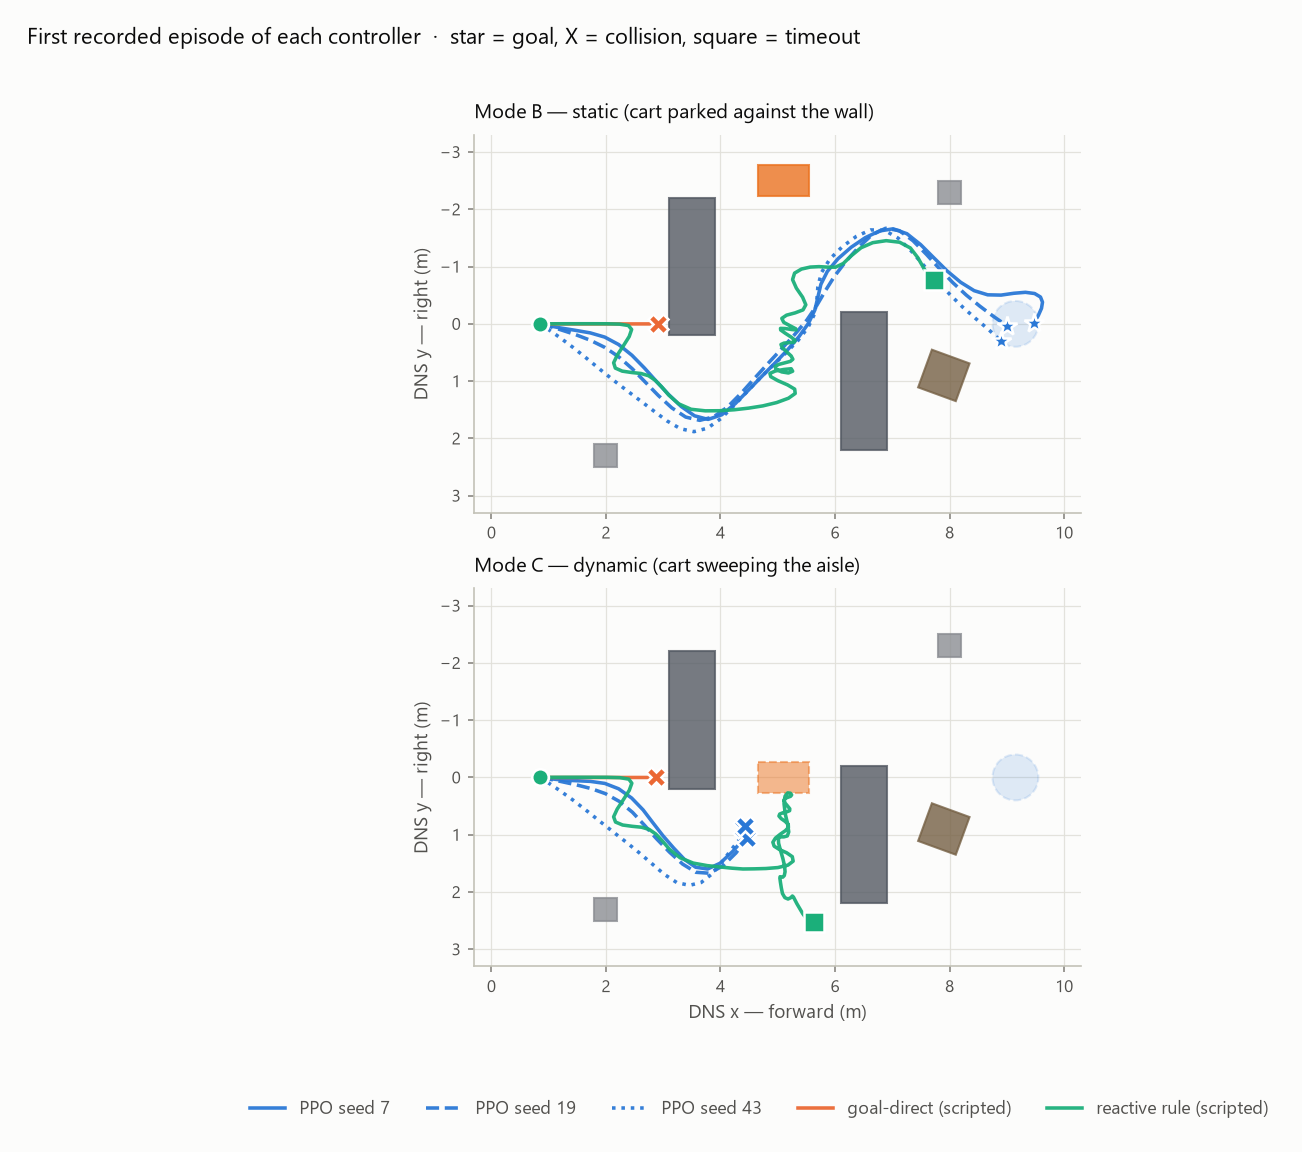 First recorded episode of each controller · star = goal, X = collision, square = timeout
Mode B — static (cart parked against the wall)
DNS y — right (m)
−3
−2
−1
0
1
2
3
0 2 4 6 8 10
Mode C — dynamic (cart sweeping the aisle)
DNS y — right (m)
−3
−2
−1
0
1
2
3
0 2 4 6 8 10
DNS x — forward (m)
PPO seed 7 PPO seed 19 PPO seed 43 goal-direct (scripted) reactive rule (scripted)